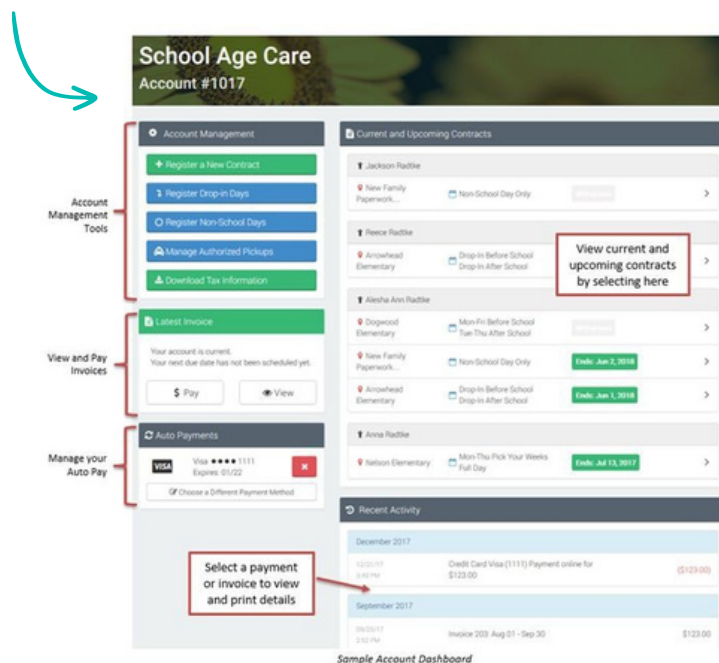 School Age Care
Account #1017
Account Management
Register a New Contract
Register Drop-in Days
Register Non-School Days
Manage Authorized Pickups
Download Tax Information
Account
Management
Tools
Latest Invoice
Your account is current.
Your next due date has not been scheduled yet.
$ Pay
View
View and Pay
Invoices
Auto Payments
VISA
Visa ●●●● 1111
Expires: 01/22
Choose a Different Payment Method
Manage your
Auto Pay
Current and Upcoming Contracts
Jackson Radtke
New Family
Paperwork...
Non-School Day Only
Reece Radtke
Arrowhead
Elementary
Drop-In Before School
Drop-In After School
View current and
upcoming contracts
by selecting here
Alesha Ann Radtke
Dogwood
Elementary
Mon-Fri Before School
Tue-Thu After School
New Family
Paperwork...
Non-School Day Only
Ends: Jun 2, 2018
Arrowhead
Elementary
Drop-In Before School
Drop-In After School
Ends: Jun 1, 2018
Anna Radtke
Nelson Elementary
Mon-Thu Pick Your Weeks
Full Day
Ends: Jul 13, 2017
Recent Activity
December 2017
12/21/17
Credit Card Visa (1111) Payment online for
$123.00
($123.00)
Select a payment
or invoice to view
and print details
September 2017
Invoice 203: Aug 01 - Sep 30
$123.00
Sample Account Dashboard